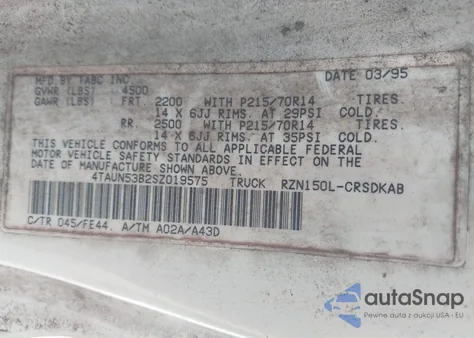 MFD BY TABC INC. DATE 03/95
GVWR (LBS) 4500
GAWR (LBS) FRT. 2200 WITH P215/70R14 TIRES.
14 X 6JJ RIMS. AT 29PSI COLD.
RR. 2500 WITH P215/70R14 TIRES.
14 X 6JJ RIMS. AT 35PSI COLD.
THIS VEHICLE CONFORMS TO ALL APPLICABLE FEDERAL
MOTOR VEHICLE SAFETY STANDARDS IN EFFECT ON THE
DATE OF MANUFACTURE SHOWN ABOVE.
4TAUN53B2SZ019575 TRUCK RZN150L-CRSDKAB
C/TR 045/FE44. A/TM A02A/A43D
autoSnap
Pewne auta z aukcji USA - EU